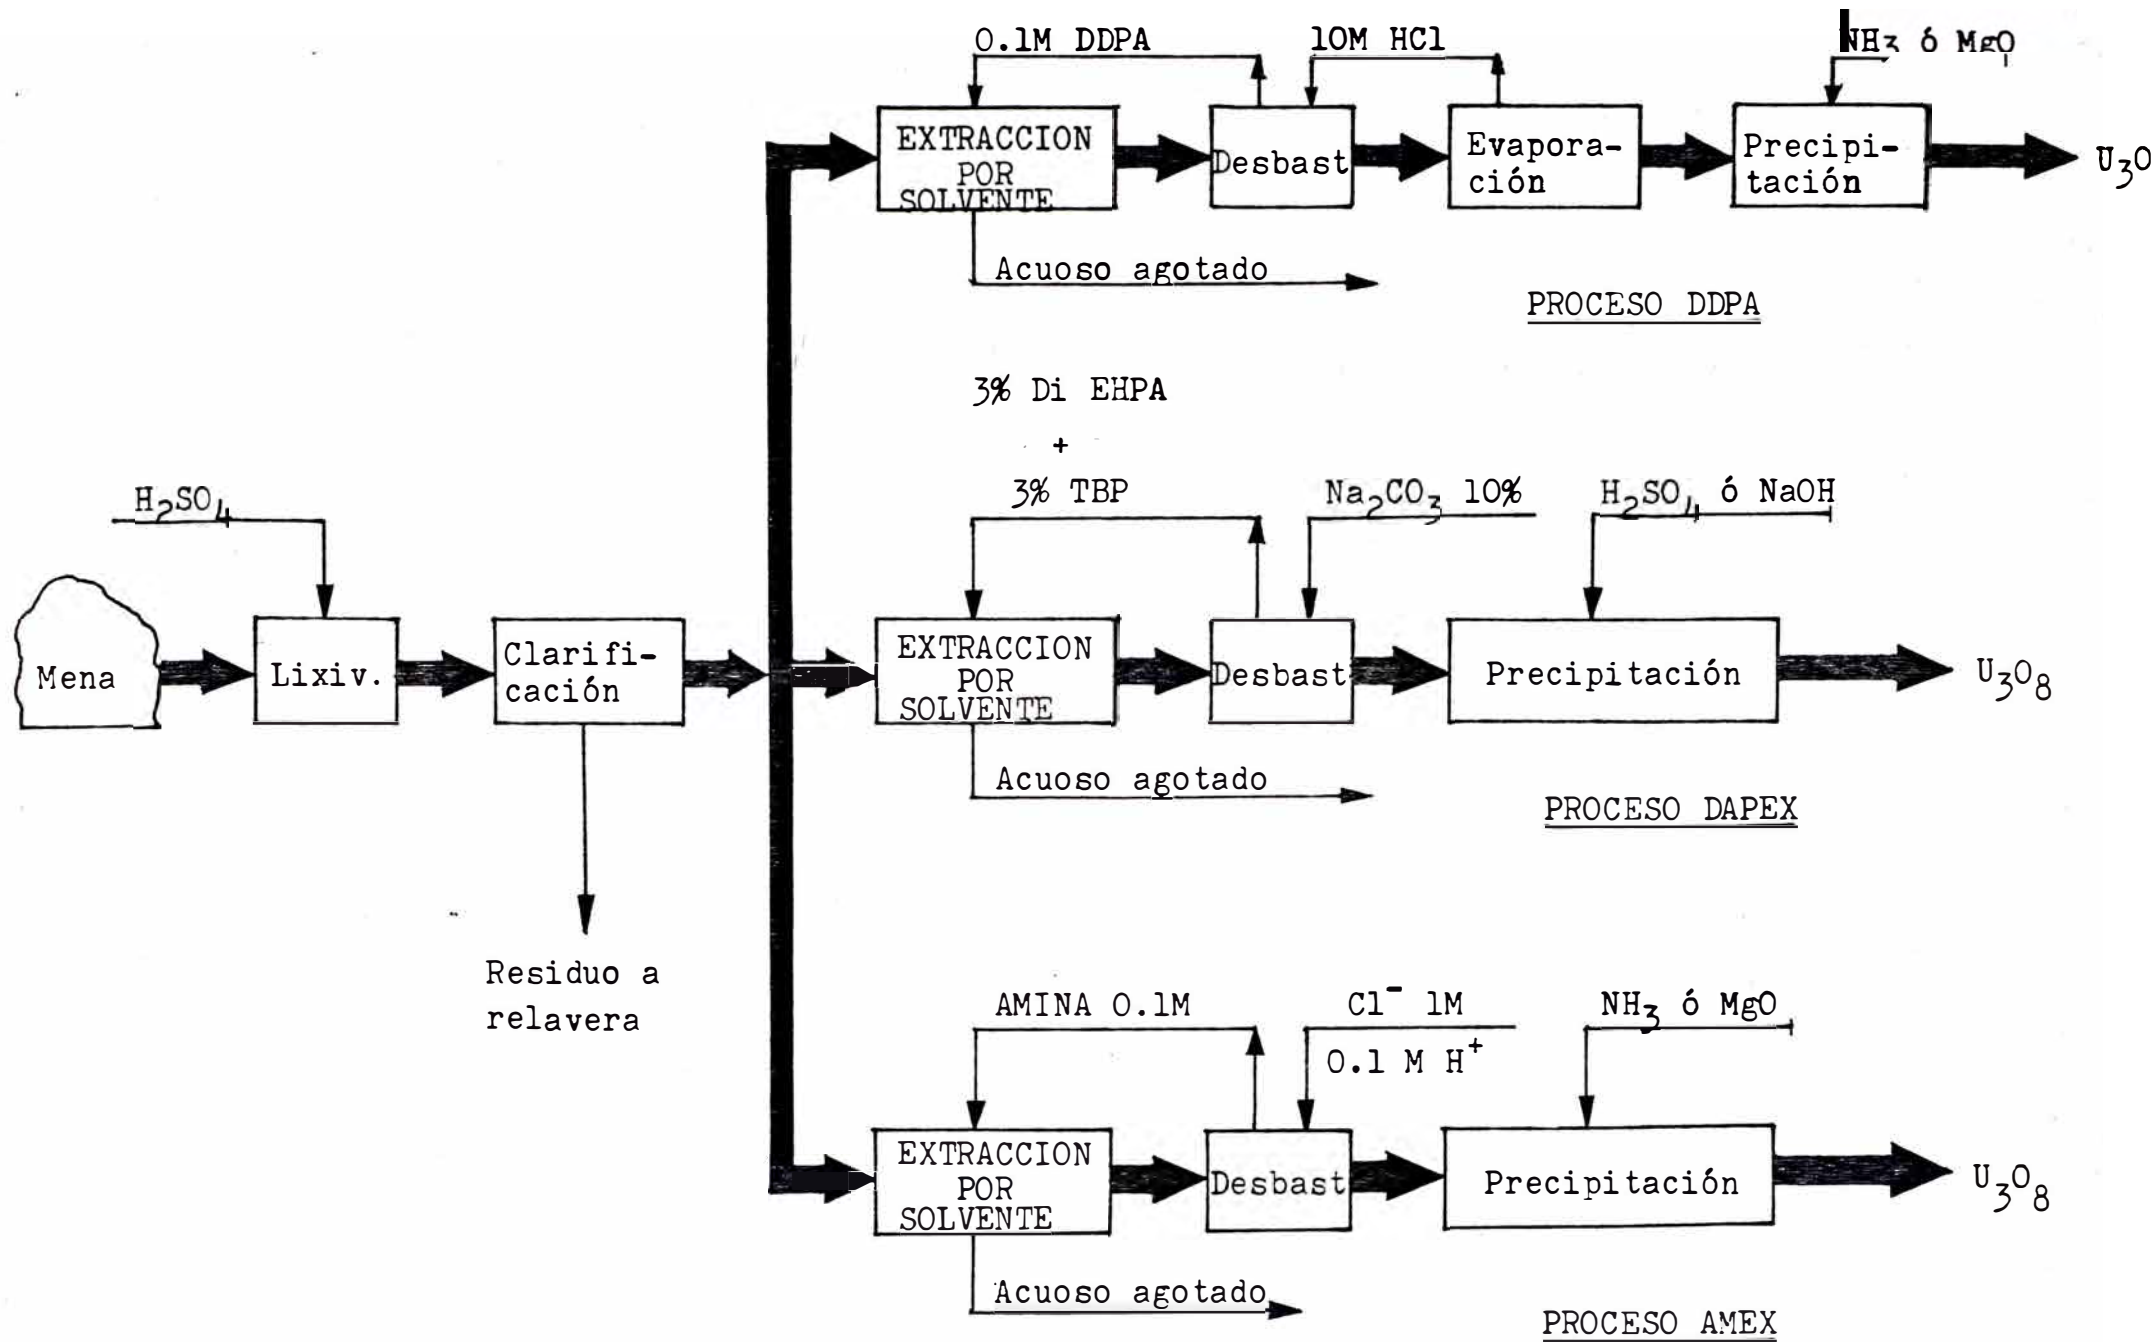 0.1M DDPA
10M HCl
NH3 ó MgO
EXTRACCION
POR
SOLVENTE
Desbast
Evapora-
ción
Precipi-
tación
U3O
Acuoso agotado
PROCESO DDPA
3% Di EHPA
+
3% TBP
Na2CO3 10%
H2SO4 ó NaOH
H2SO4
Mena
Lixiv.
Clarifi-
cación
EXTRACCION
POR
SOLVENTE
Desbast
Precipitación
U3O8
Acuoso agotado
PROCESO DAPEX
Residuo a
relavera
AMINA 0.1M
Cl⁻ 1M
0.1 M H⁺
NH3 ó MgO
EXTRACCION
POR
SOLVENTE
Desbast
Precipitación
U3O8
Acuoso agotado
PROCESO AMEX